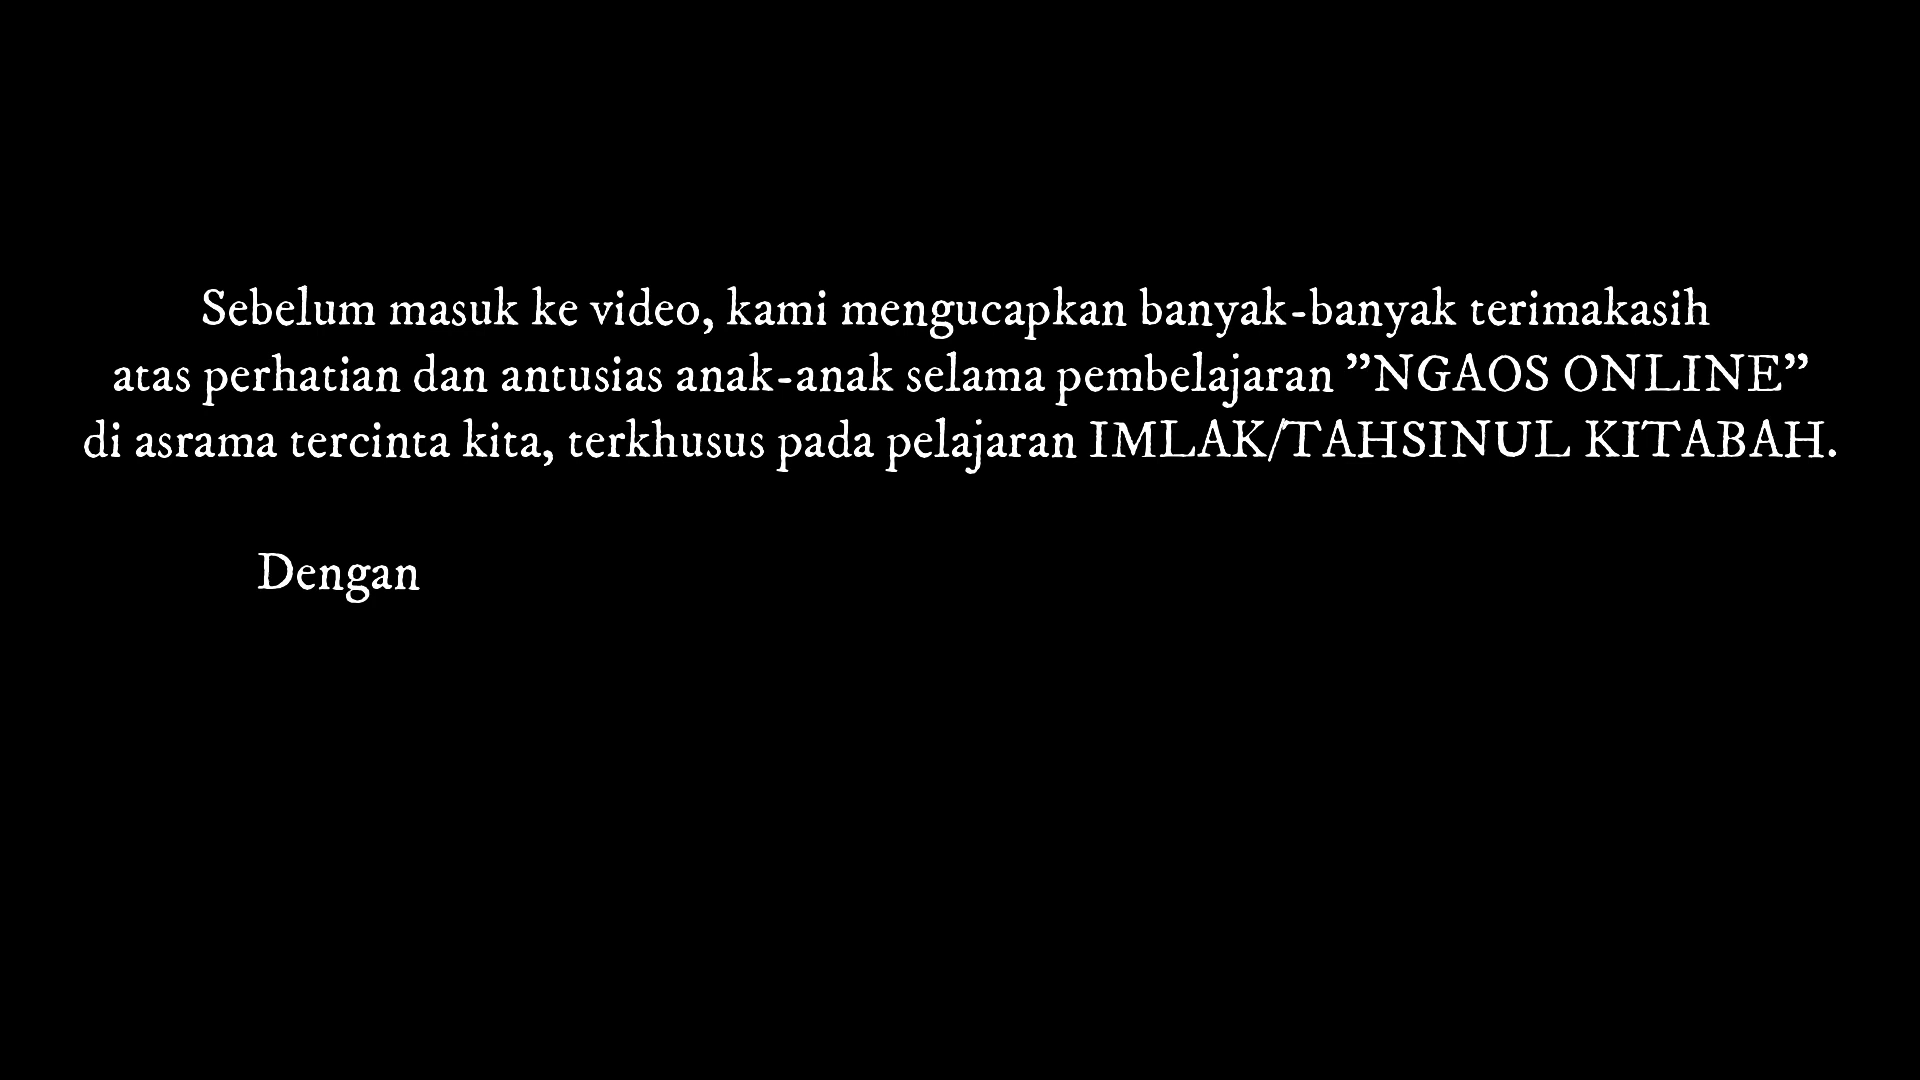 Sebelum masuk ke video, kami mengucapkan banyak-banyak terimakasih
atas perhatian dan antusias anak-anak selama pembelajaran ”NGAOS ONLINE”
di asrama tercinta kita, terkhusus pada pelajaran IMLAK/TAHSINUL KITABAH.
Dengan